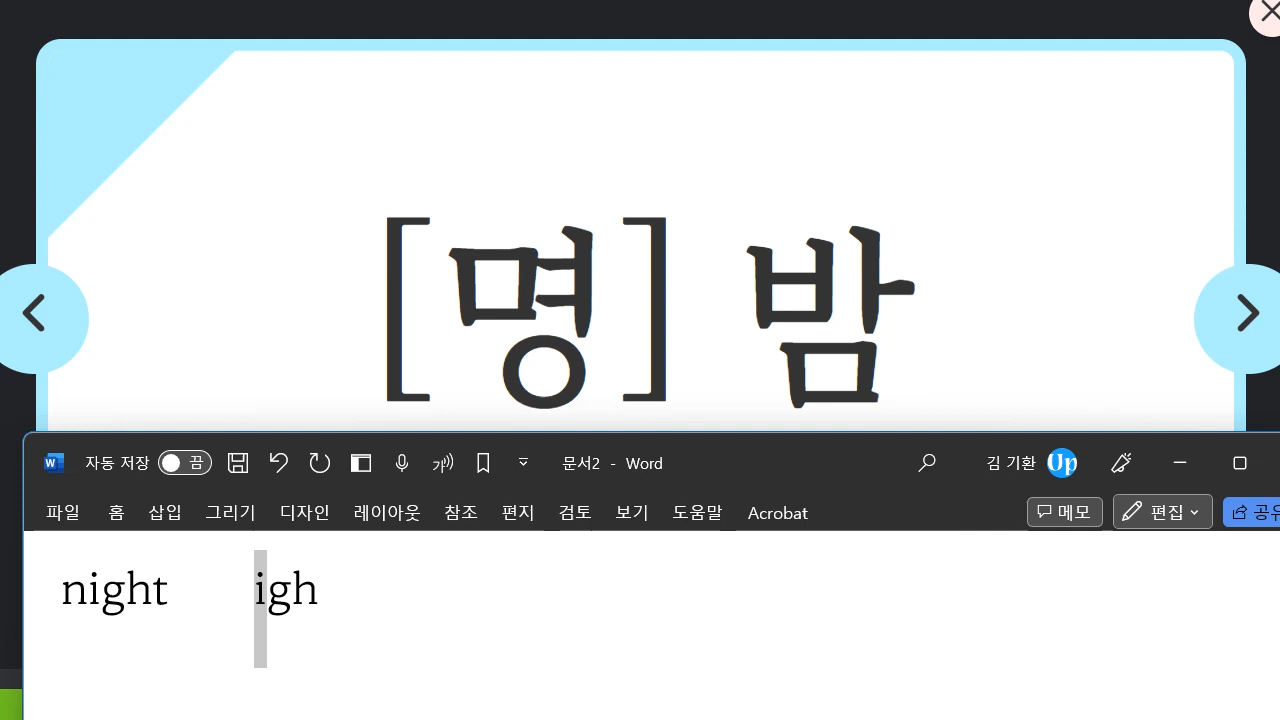 [명] 밤
자동 저장 끔 가 문서2 - Word 김 기환 Up
파일 홈 삽입 그리기 디자인 레이아웃 참조 편지 검토 보기 도움말 Acrobat 메모 편집 공유
night igh